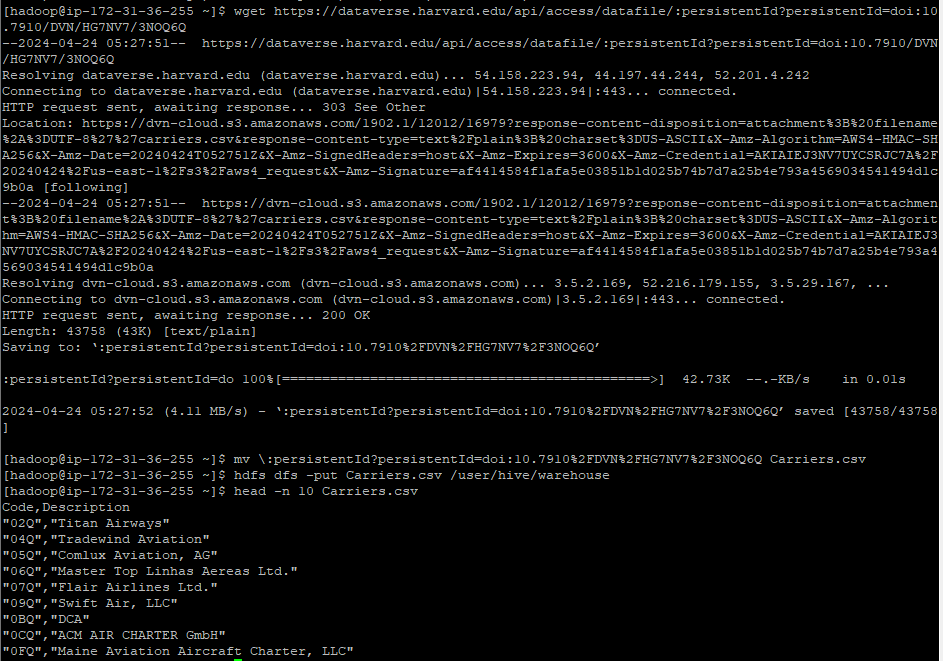 [hadoop@ip-172-31-36-255 ~]$ wget https://dataverse.harvard.edu/api/access/datafile/:persistentId?persistentId=doi:10
.7910/DVN/HG7NV7/3NOQ6Q
--2024-04-24 05:27:51--  https://dataverse.harvard.edu/api/access/datafile/:persistentId?persistentId=doi:10.7910/DVN
/HG7NV7/3NOQ6Q
Resolving dataverse.harvard.edu (dataverse.harvard.edu)... 54.158.223.94, 44.197.44.244, 52.201.4.242
Connecting to dataverse.harvard.edu (dataverse.harvard.edu)|54.158.223.94|:443... connected.
HTTP request sent, awaiting response... 303 See Other
Location: https://dvn-cloud.s3.amazonaws.com/1902.1/12012/16979?response-content-disposition=attachment%3B%20filename
%2A%3DUTF-8%27%27carriers.csv&response-content-type=text%2Fplain%3B%20charset%3DUS-ASCII&X-Amz-Algorithm=AWS4-HMAC-SH
A256&X-Amz-Date=20240424T052751Z&X-Amz-SignedHeaders=host&X-Amz-Expires=3600&X-Amz-Credential=AKIAIEJ3NV7UYCSRJC7A%2F
20240424%2Fus-east-1%2Fs3%2Faws4_request&X-Amz-Signature=af4414584f1afa5e03851b1d025b74b7d7a25b4e793a4569034541494d1c
9b0a [following]
--2024-04-24 05:27:51--  https://dvn-cloud.s3.amazonaws.com/1902.1/12012/16979?response-content-disposition=attachmen
t%3B%20filename%2A%3DUTF-8%27%27carriers.csv&response-content-type=text%2Fplain%3B%20charset%3DUS-ASCII&X-Amz-Algorit
hm=AWS4-HMAC-SHA256&X-Amz-Date=20240424T052751Z&X-Amz-SignedHeaders=host&X-Amz-Expires=3600&X-Amz-Credential=AKIAIEJ3
NV7UYCSRJC7A%2F20240424%2Fus-east-1%2Fs3%2Faws4_request&X-Amz-Signature=af4414584f1afa5e03851b1d025b74b7d7a25b4e793a4
569034541494d1c9b0a
Resolving dvn-cloud.s3.amazonaws.com (dvn-cloud.s3.amazonaws.com)... 3.5.2.169, 52.216.179.155, 3.5.29.167, ...
Connecting to dvn-cloud.s3.amazonaws.com (dvn-cloud.s3.amazonaws.com)|3.5.2.169|:443... connected.
HTTP request sent, awaiting response... 200 OK
Length: 43758 (43K) [text/plain]
Saving to: ‘:persistentId?persistentId=doi:10.7910%2FDVN%2FHG7NV7%2F3NOQ6Q’
:persistentId?persistentId=do 100%[==============================================>]  42.73K  --.-KB/s    in 0.01s
2024-04-24 05:27:52 (4.11 MB/s) - ‘:persistentId?persistentId=doi:10.7910%2FDVN%2FHG7NV7%2F3NOQ6Q’ saved [43758/43758
]
[hadoop@ip-172-31-36-255 ~]$ mv \:persistentId?persistentId=doi:10.7910%2FDVN%2FHG7NV7%2F3NOQ6Q Carriers.csv
[hadoop@ip-172-31-36-255 ~]$ hdfs dfs -put Carriers.csv /user/hive/warehouse
[hadoop@ip-172-31-36-255 ~]$ head -n 10 Carriers.csv
Code,Description
"02Q","Titan Airways"
"04Q","Tradewind Aviation"
"05Q","Comlux Aviation, AG"
"06Q","Master Top Linhas Aereas Ltd."
"07Q","Flair Airlines Ltd."
"09Q","Swift Air, LLC"
"0BQ","DCA"
"0CQ","ACM AIR CHARTER GmbH"
"0FQ","Maine Aviation Aircraft Charter, LLC"